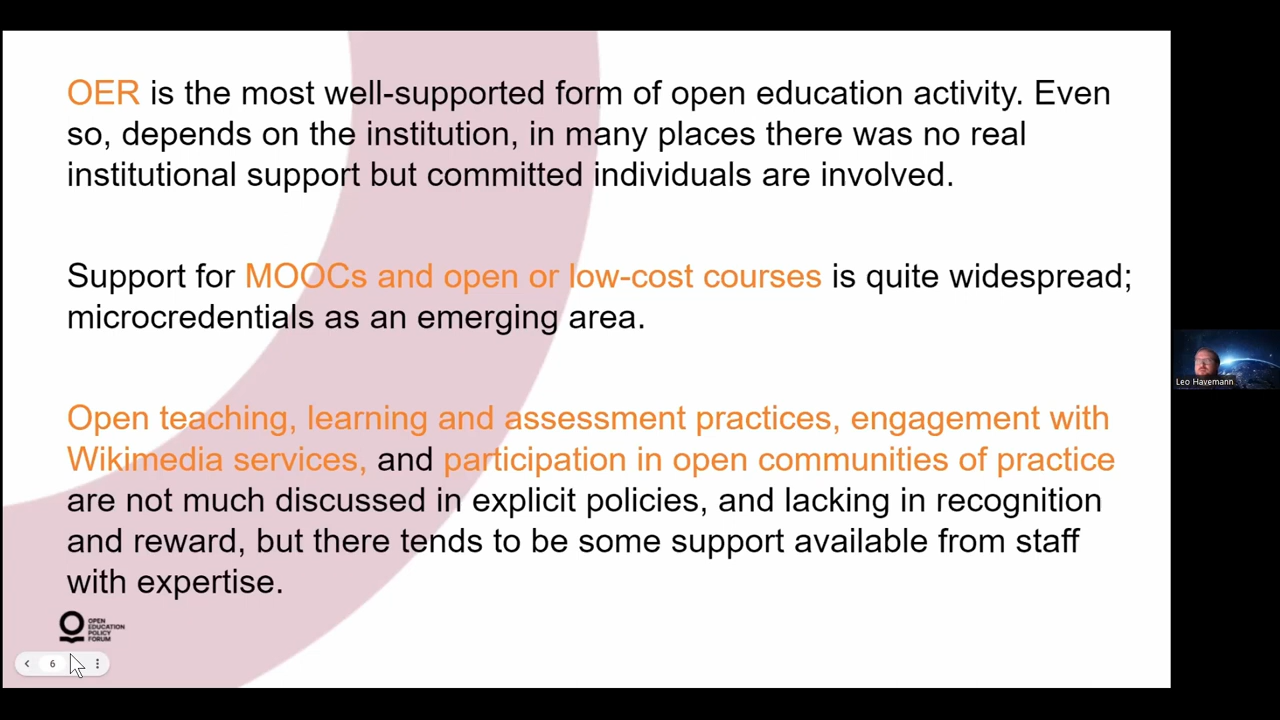 OER is the most well-supported form of open education activity. Even
so, depends on the institution, in many places there was no real
institutional support but committed individuals are involved.
Support for MOOCs and open or low-cost courses is quite widespread;
microcredentials as an emerging area.
Open teaching, learning and assessment practices, engagement with
Wikimedia services, and participation in open communities of practice
are not much discussed in explicit policies, and lacking in recognition
and reward, but there tends to be some support available from staff
with expertise.
OPEN
EDUCATION
POLICY
FORUM
6
Leo Havemann